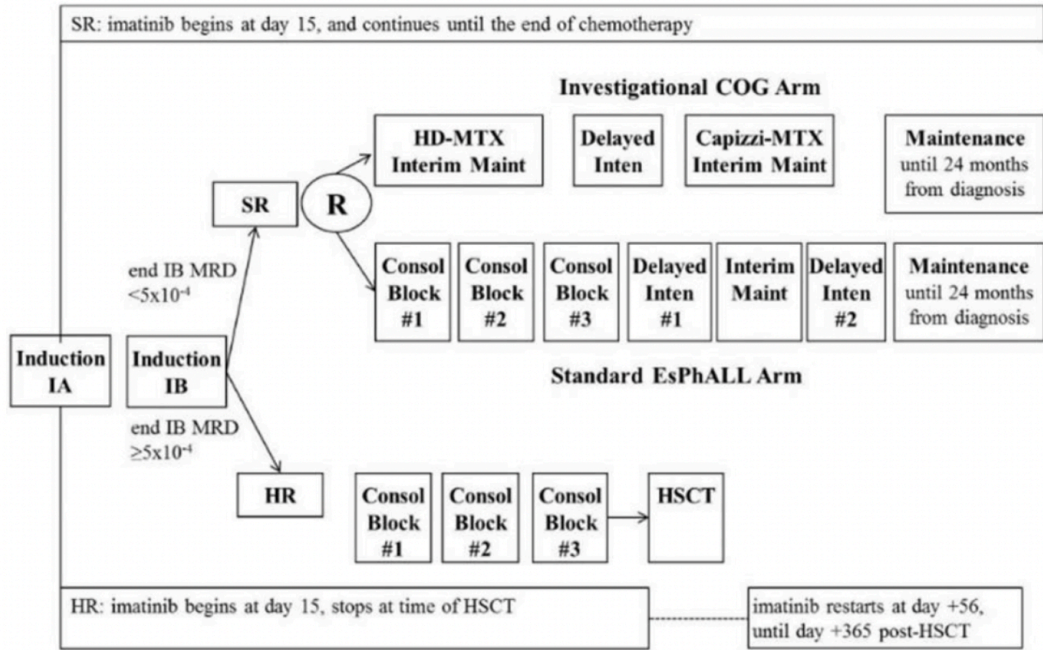 SR: imatinib begins at day 15, and continues until the end of chemotherapy
Investigational COG Arm
HD-MTX
Interim Maint
Delayed
Inten
Capizzi-MTX
Interim Maint
Maintenance
until 24 months
from diagnosis
SR
R
end IB MRD
<5x10⁻⁴
Consol
Block
#1
Consol
Block
#2
Consol
Block
#3
Delayed
Inten
#1
Interim
Maint
Delayed
Inten
#2
Maintenance
until 24 months
from diagnosis
Standard EsPhALL Arm
Induction
IA
Induction
IB
end IB MRD
≥5x10⁻⁴
HR
Consol
Block
#1
Consol
Block
#2
Consol
Block
#3
HSCT
HR: imatinib begins at day 15, stops at time of HSCT
imatinib restarts at day +56,
until day +365 post-HSCT